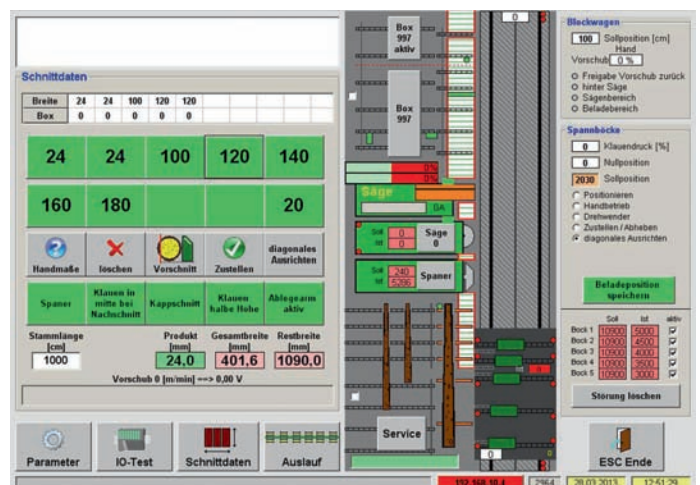 Schnittdaten
Breite 24 24 100 120 120
Box 0 0 0 0 0
24 24 100 120 140
160 180 20
Handmaße löschen Vorschnitt Zustellen diagonales Ausrichten
Spaner Klauen in mitte bei Nachschnitt Kappschnitt Klauen halbe Höhe Ablegearm aktiv
Stammlänge [cm] Produkt [mm] Gesamtbreite [mm] Restbreite [mm]
1000 24,0 401,6 1090,0
Vorschub 0 [m/min] ==> 0,00 V
Parameter IO-Test Schnittdaten Auslauf
Box 997 aktiv
Box 997
0
0%
0%
Säge
GA
Soll 0
Ist 0
Säge 0
Soll 240
Ist 5286
Spaner
0
Service
0
Blockwagen
100 Sollposition [cm]
Hand
Vorschub 0 %
Freigabe Vorschub zurück
hinter Säge
Sägenbereich
Beladebereich
Spannböcke
0 Klauendruck [%]
0 Nullposition
2030 Sollposition
Positionieren
Handbetrieb
Drehwender
Zustellen / Abheben
diagonales Ausrichten
Beladeposition speichern
Soll Ist aktiv
Bock 1 10900 5000
Bock 2 10900 4500
Bock 3 10900 4000
Bock 4 10900 3500
Bock 5 10900 3000
Störung löschen
ESC Ende
192.168.10.4 2964 28.03.2013 12:51:29